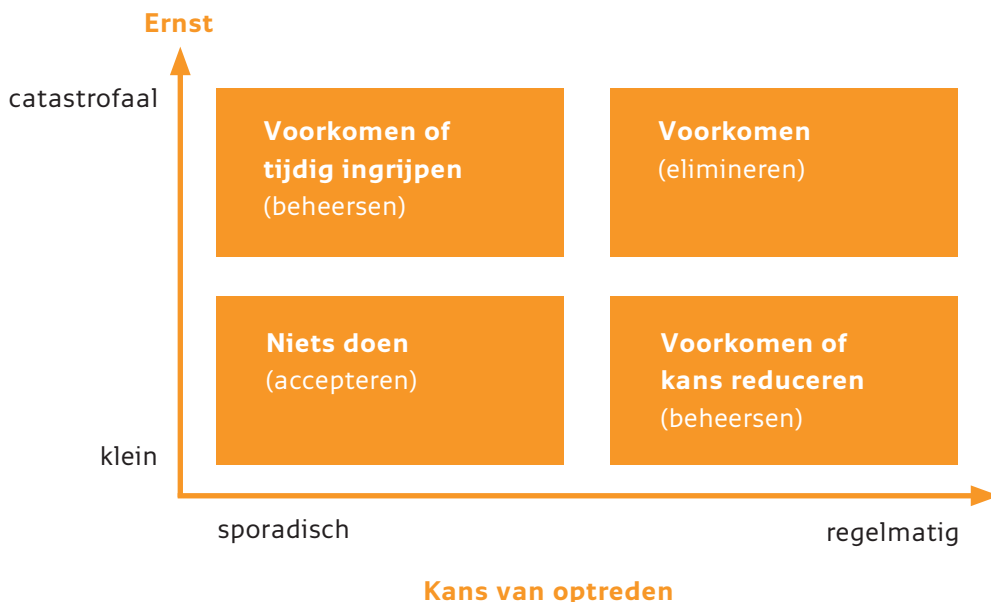 Ernst
catastrofaal
Voorkomen of
tijdig ingrijpen
(beheersen)
Voorkomen
(elimineren)
Niets doen
(accepteren)
Voorkomen of
kans reduceren
(beheersen)
klein
sporadisch
regelmatig
Kans van optreden